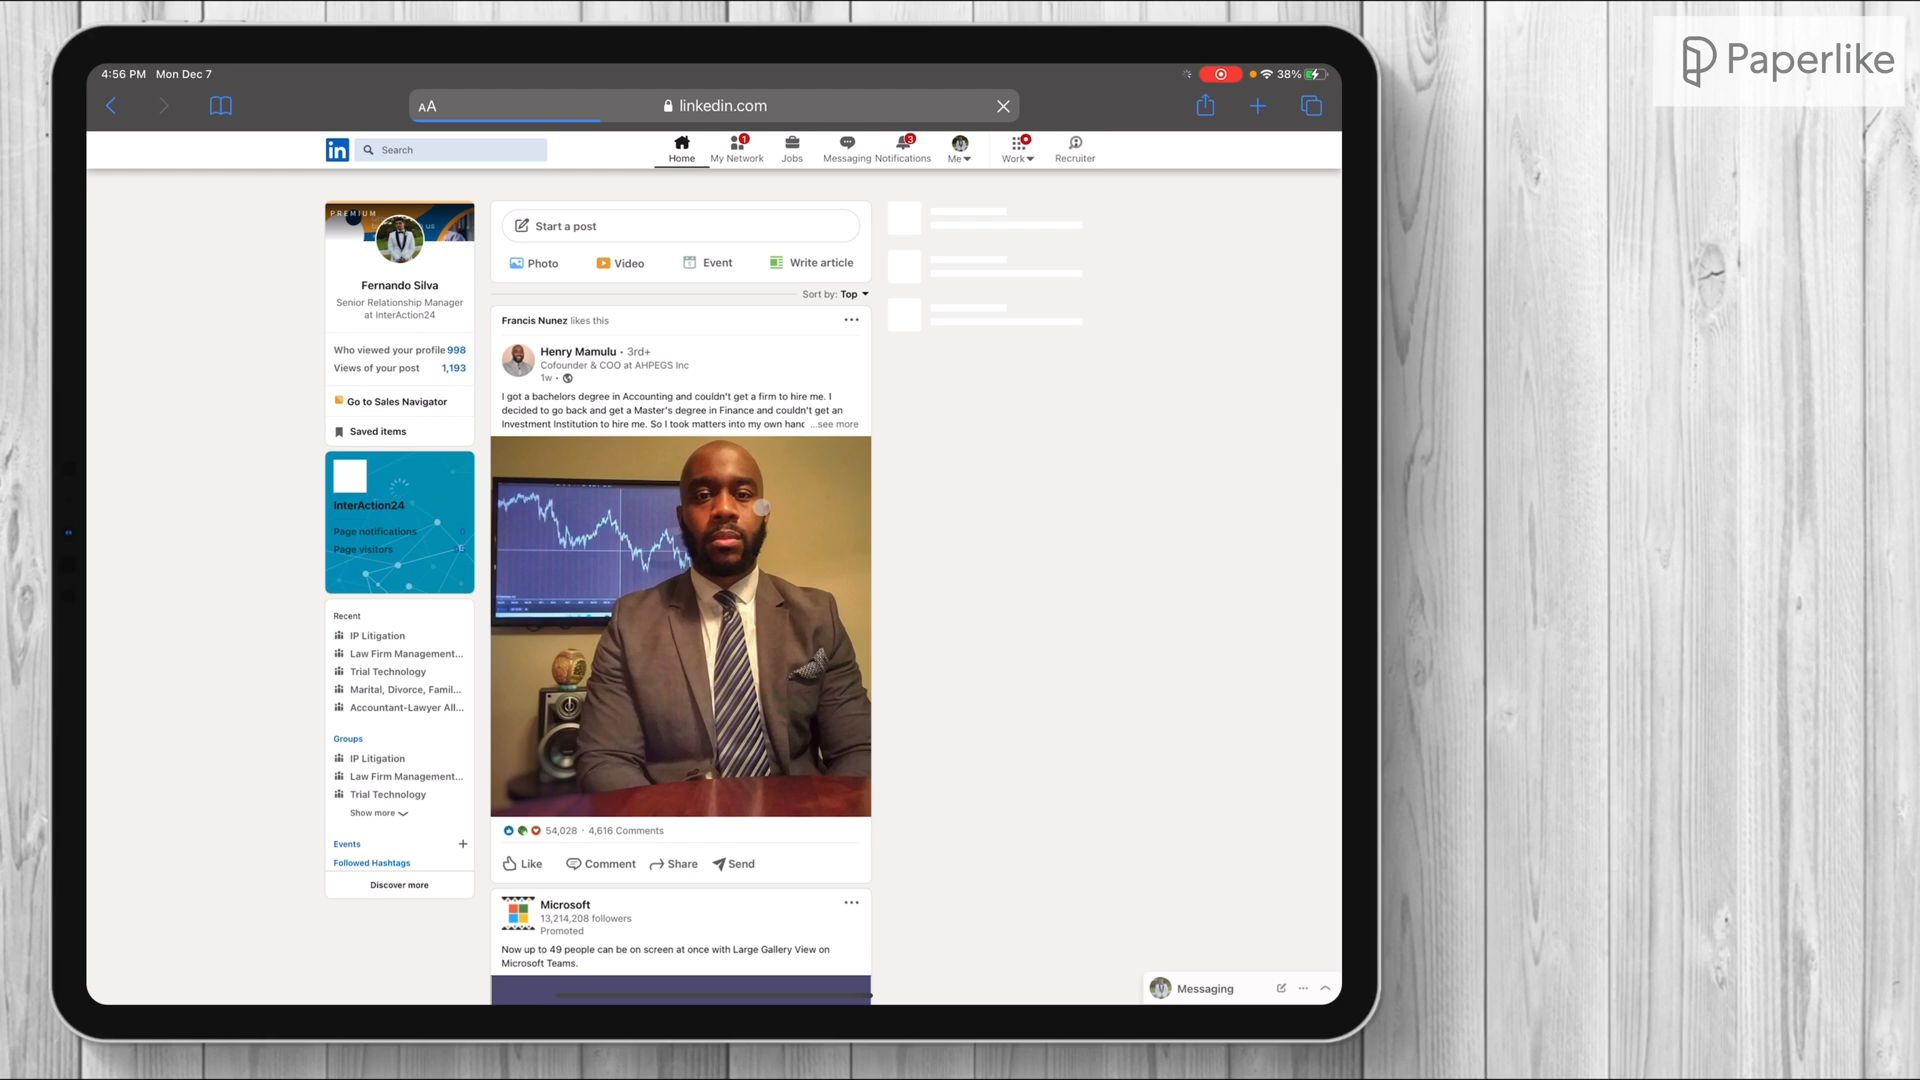 Paperlike
4:56 PM Mon Dec 7
38%
AA
linkedin.com
in
Search
Home
My Network
1
Jobs
Messaging
Notifications
3
Me
Work
Recruiter
PREMIUM
us
Fernando Silva
Senior Relationship Manager
at InterAction24
Who viewed your profile 998
Views of your post 1,193
Go to Sales Navigator
Saved items
InterAction24
Page notifications 0
Page visitors
Recent
IP Litigation
Law Firm Management...
Trial Technology
Marital, Divorce, Famil...
Accountant-Lawyer All...
Groups
IP Litigation
Law Firm Management...
Trial Technology
Show more
Events +
Followed Hashtags
Discover more
Start a post
Photo
Video
Event
Write article
Sort by: Top
Francis Nunez likes this
Henry Mamulu • 3rd+
Cofounder & COO at AHPEGS Inc
1w •
I got a bachelors degree in Accounting and couldn't get a firm to hire me. I
decided to go back and get a Master's degree in Finance and couldn't get an
Investment Institution to hire me. So I took matters into my own hand ...see more
54,028 · 4,616 Comments
Like
Comment
Share
Send
Microsoft
13,214,208 followers
Promoted
Now up to 49 people can be on screen at once with Large Gallery View on
Microsoft Teams.
Messaging